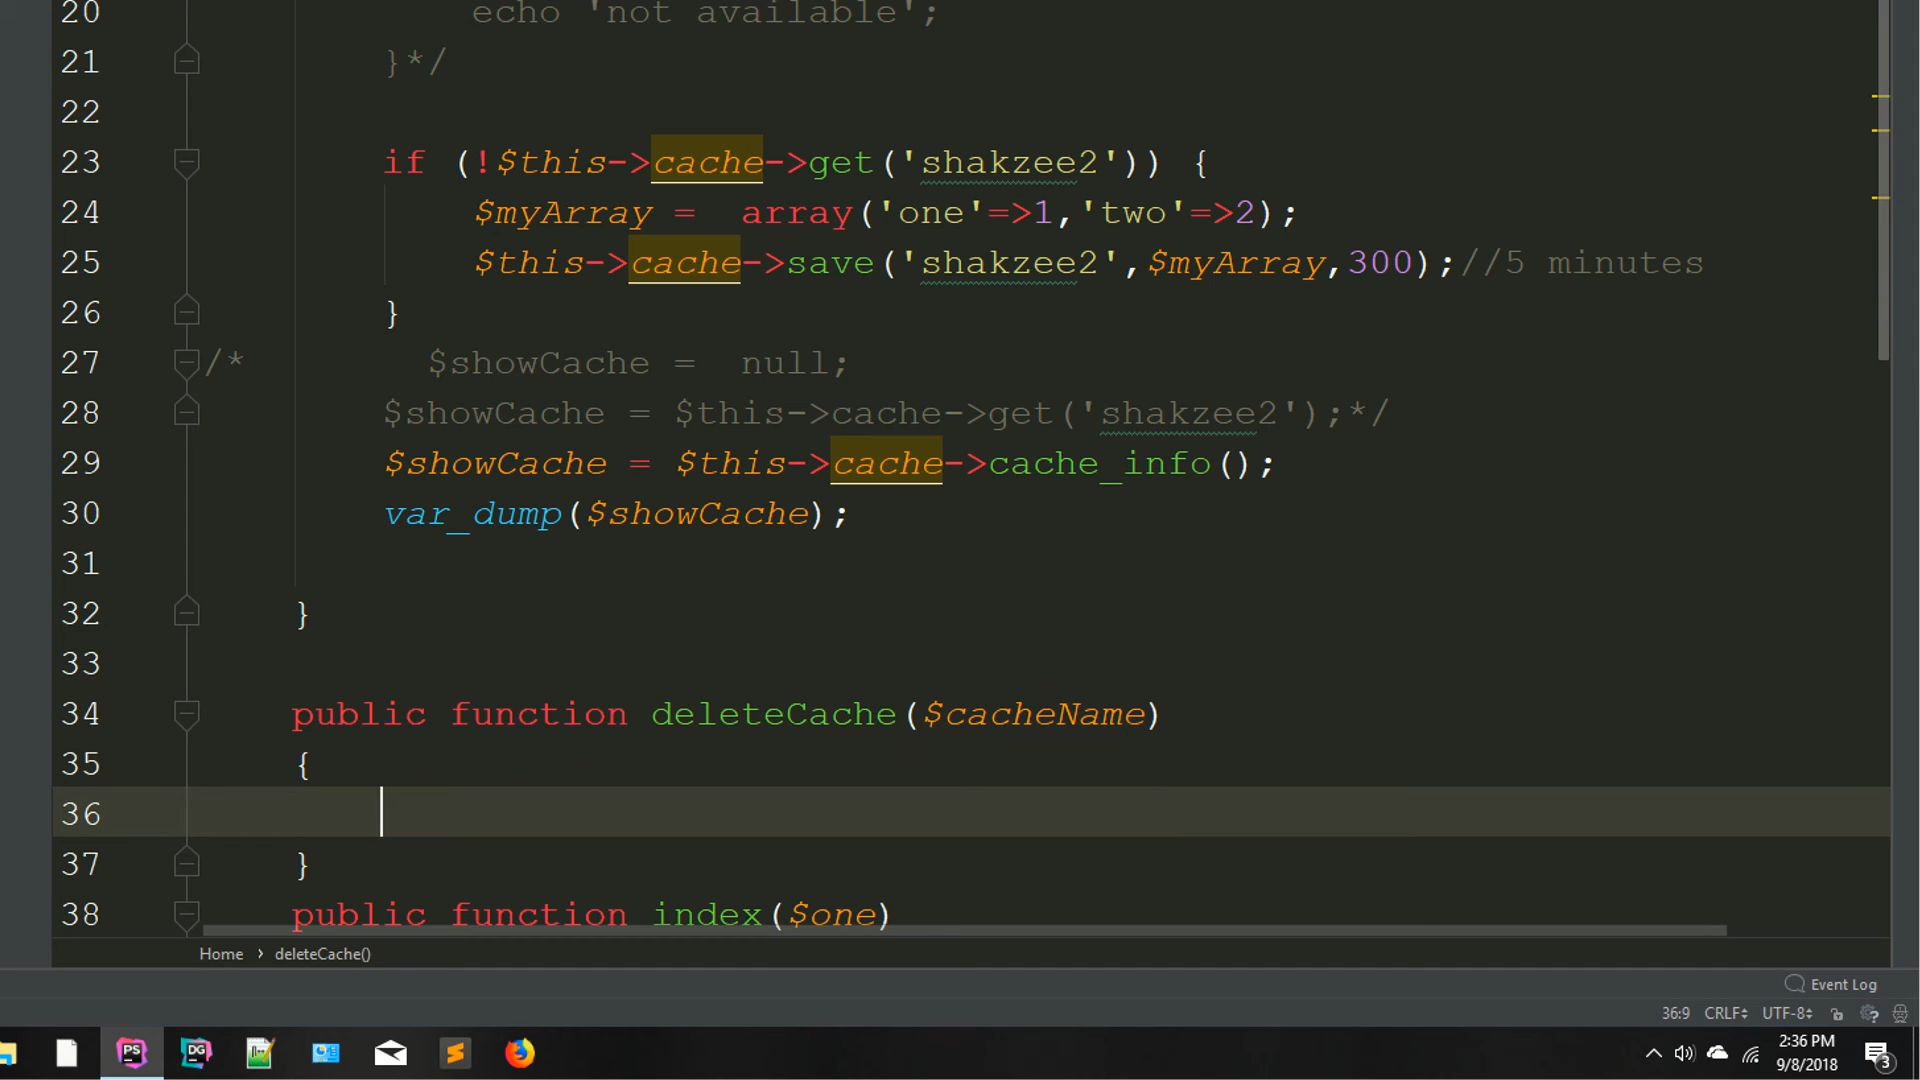 20 echo 'not available';
21 }*/
22
23 if (!$this->cache->get('shakzee2')) {
24 $myArray = array('one'=>1,'two'=>2);
25 $this->cache->save('shakzee2',$myArray,300);//5 minutes
26 }
27 /* $showCache = null;
28 $showCache = $this->cache->get('shakzee2');*/
29 $showCache = $this->cache->cache_info();
30 var_dump($showCache);
31
32 }
33
34 public function deleteCache($cacheName)
35 {
36
37 }
38 public function index($one)
Home › deleteCache()
Event Log
36:9 CRLF UTF-8
PS DG
2:36 PM
9/8/2018
3